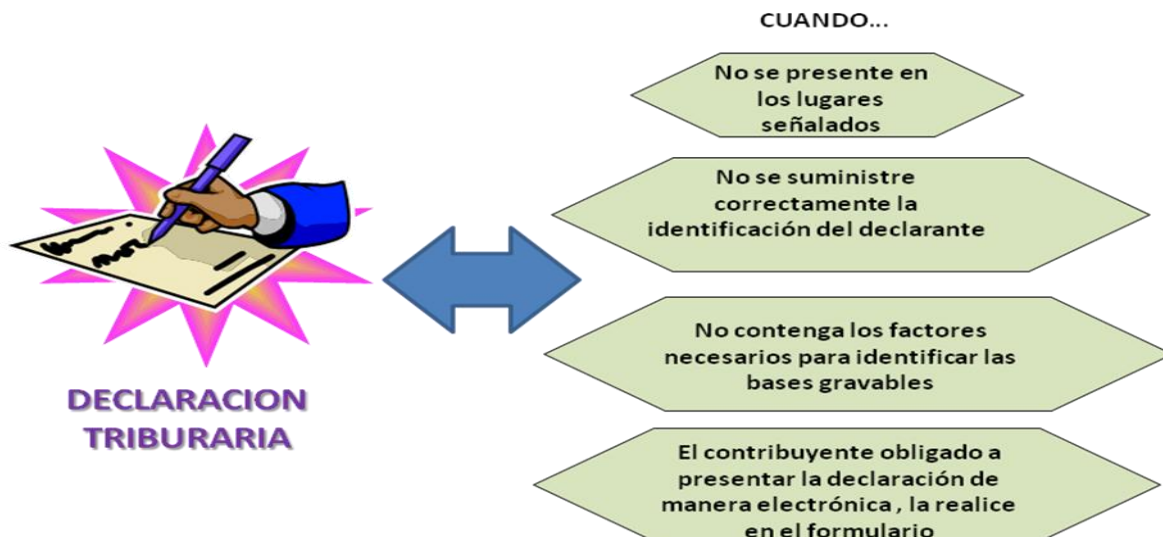 CUANDO...
No se presente en
los lugares
señalados
No se suministre
correctamente la
identificación del declarante
No contenga los factores
necesarios para identificar las
bases gravables
DECLARACION
TRIBURARIA
El contribuyente obligado a
presentar la declaración de
manera electrónica , la realice
en el formulario